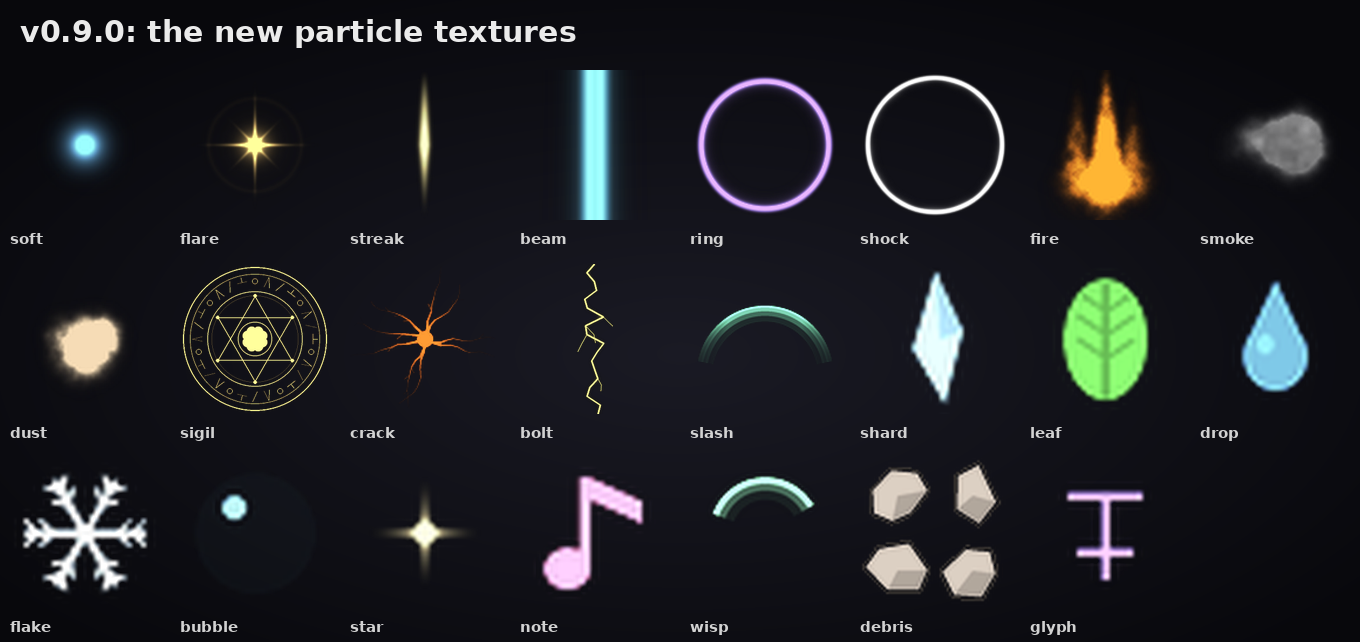 v0.9.0: the new particle textures
soft flare streak beam ring shock fire smoke
dust sigil crack bolt slash shard leaf drop
flake bubble star note wisp debris glyph